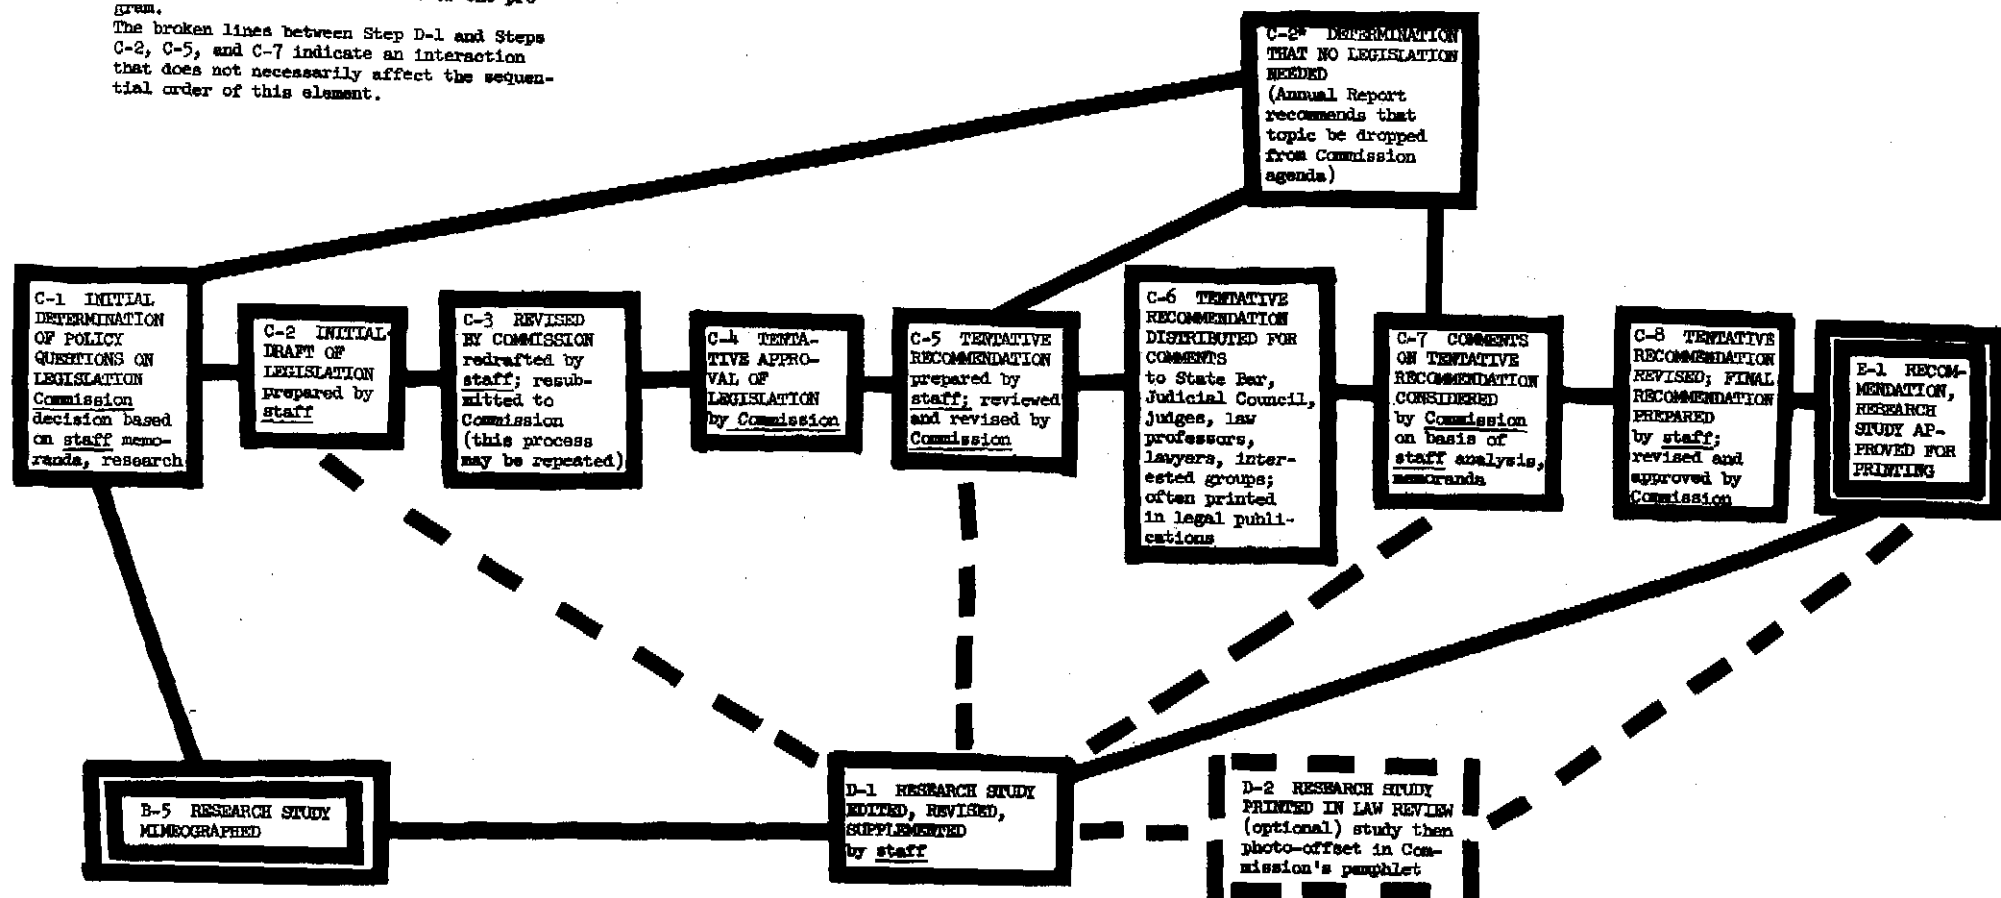 gram.
The broken lines between Step D-1 and Steps
C-2, C-5, and C-7 indicate an interaction
that does not necessarily affect the sequen-
tial order of this element.
C-2* DETERMINATION
THAT NO LEGISLATION
NEEDED
(Annual Report
recommends that
topic be dropped
from Commission
agenda)
C-1 INITIAL
DETERMINATION
OF POLICY
QUESTIONS ON
LEGISLATION
Commission
decision based
on staff memo-
randa, research
C-2 INITIAL
DRAFT OF
LEGISLATION
prepared by
staff
C-3 REVISED
BY COMMISSION
redrafted by
staff; resub-
mitted to
Commission
(this process
may be repeated)
C-4 TENTA-
TIVE APPRO-
VAL OF
LEGISLATION
by Commission
C-5 TENTATIVE
RECOMMENDATION
prepared by
staff; reviewed
and revised by
Commission
C-6 TENTATIVE
RECOMMENDATION
DISTRIBUTED FOR
COMMENTS
to State Bar,
Judicial Council,
judges, law
professors,
lawyers, inter-
ested groups;
often printed
in legal publi-
cations
C-7 COMMENTS
ON TENTATIVE
RECOMMENDATION
CONSIDERED
by Commission
on basis of
staff analysis,
memoranda
C-8 TENTATIVE
RECOMMENDATION
REVISED; FINAL
RECOMMENDATION
PREPARED
by staff;
revised and
approved by
Commission
E-1 RECOM-
MENDATION,
RESEARCH
STUDY AP-
PROVED FOR
PRINTING
B-5 RESEARCH STUDY
MIMEOGRAPHED
D-1 RESEARCH STUDY
EDITED, REVISED,
SUPPLEMENTED
by staff
D-2 RESEARCH STUDY
PRINTED IN LAW REVIEW
(optional) study then
photo-offset in Com-
mission's pamphlet